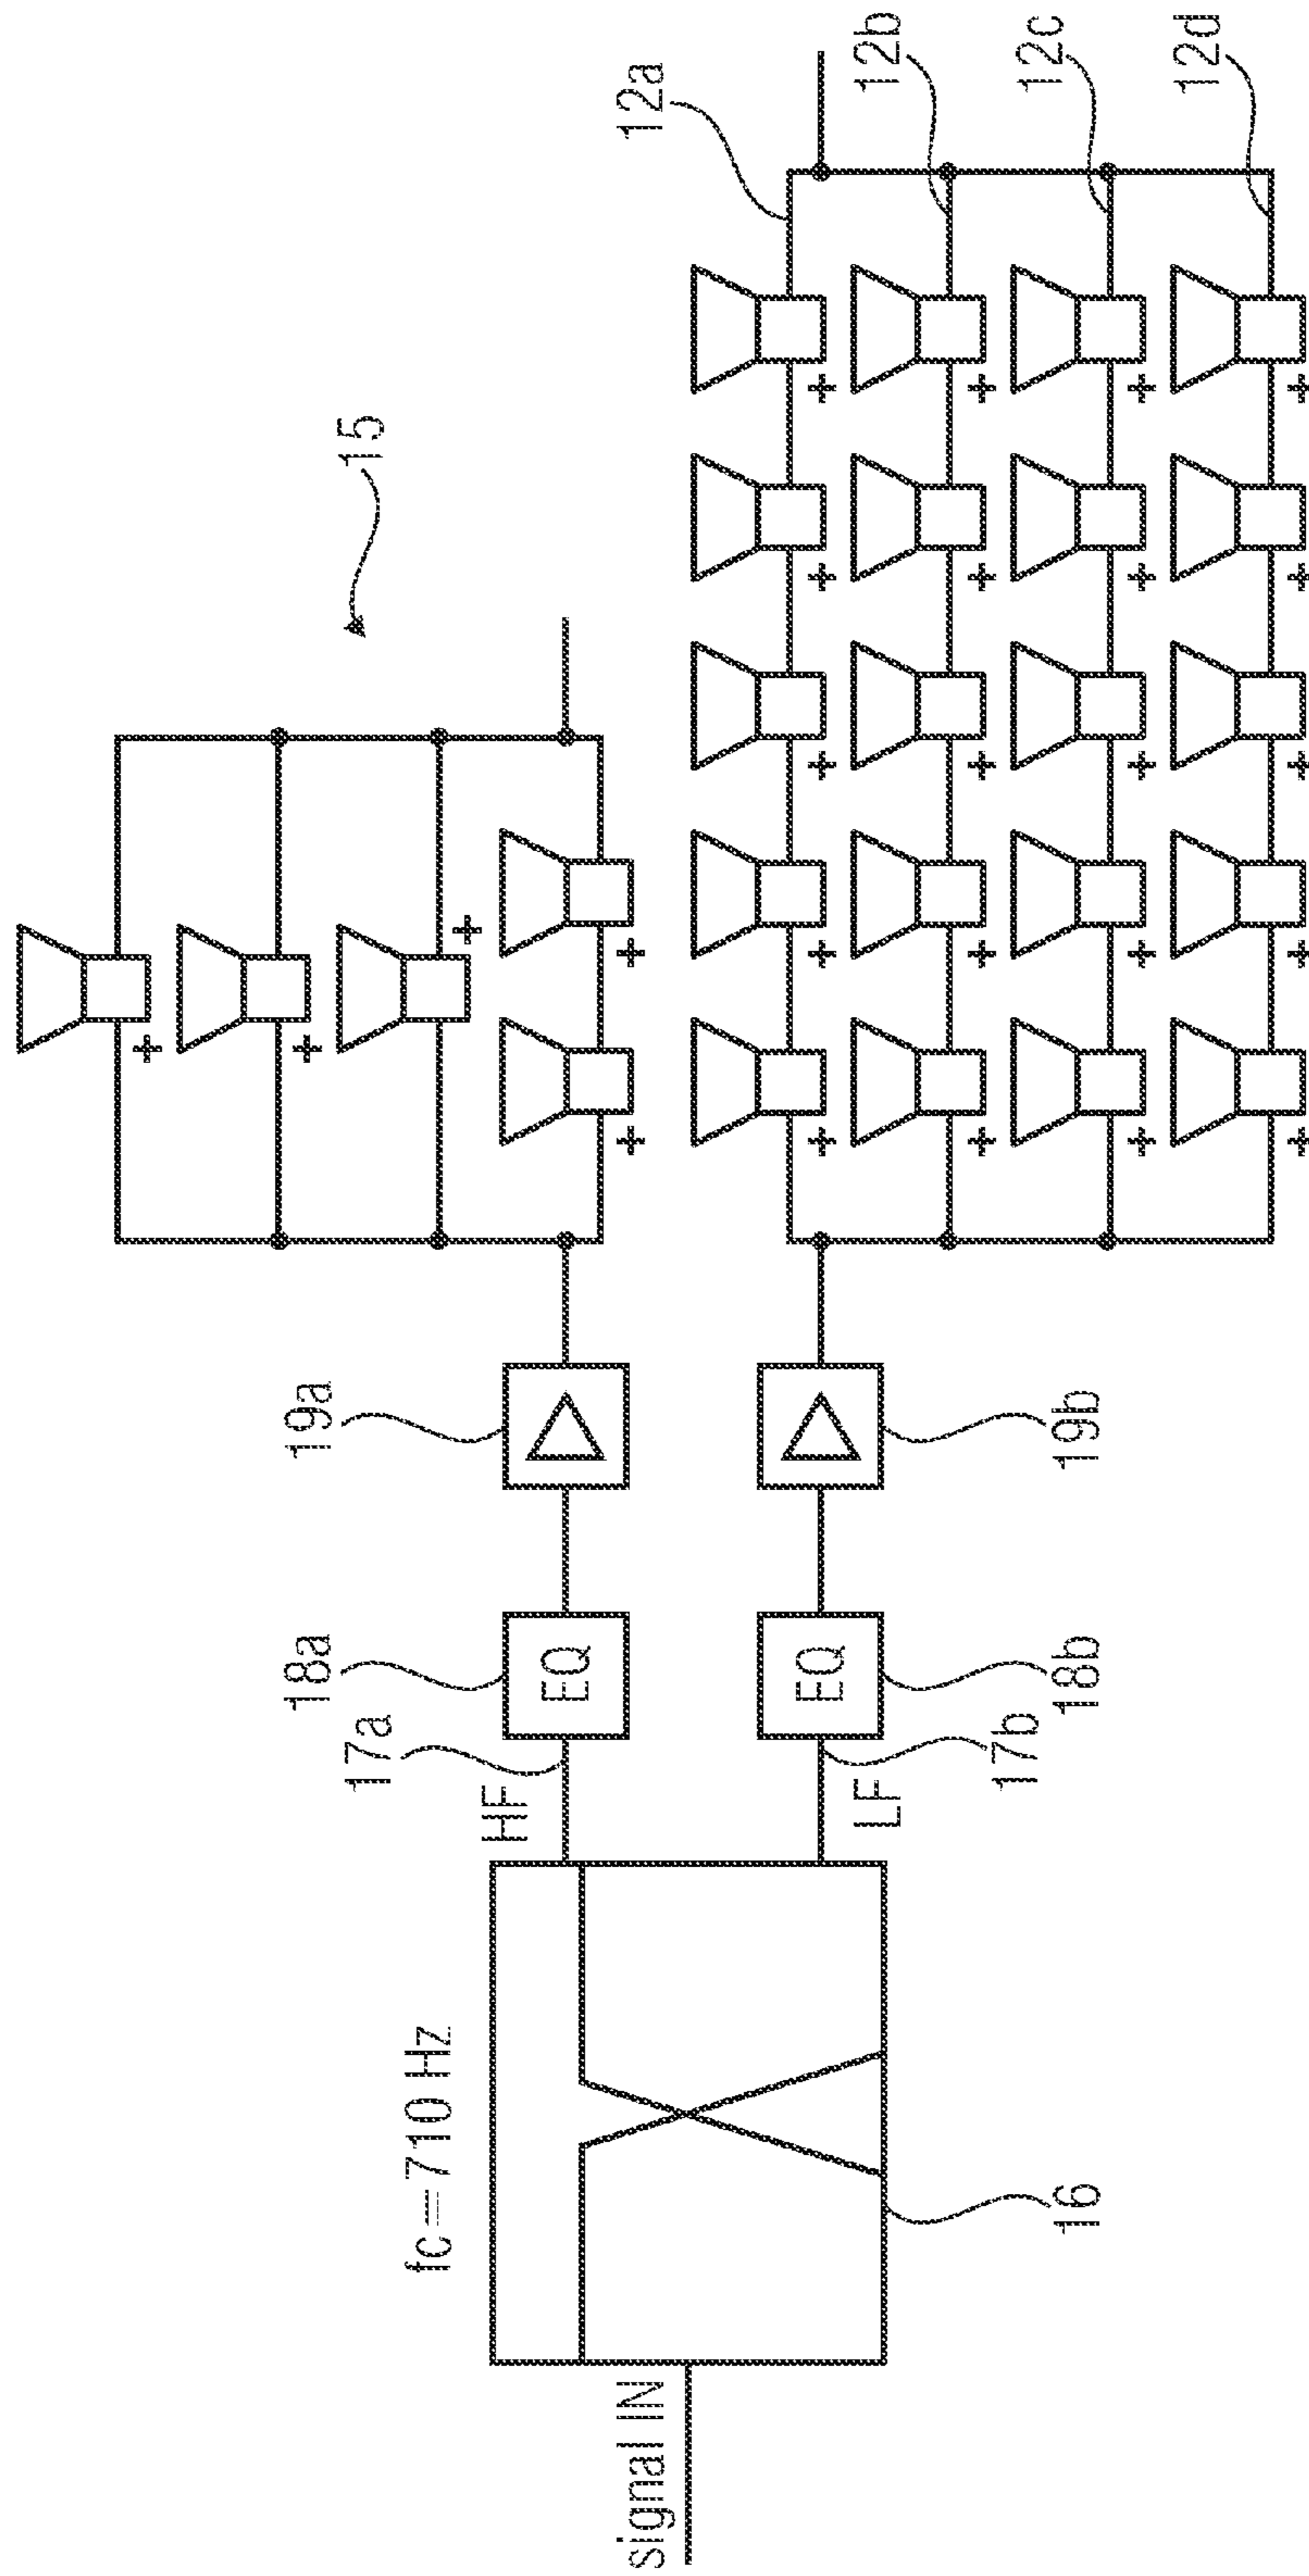 signal IN
fc=710 Hz
16
HF
LF
17a
17b
18a
EQ
EQ
18b
19a
19b
15
+
+
+
+ +
12a
12b
12c
12d
+ + + + +
+ + + + +
+ + + + +
+ + + + +